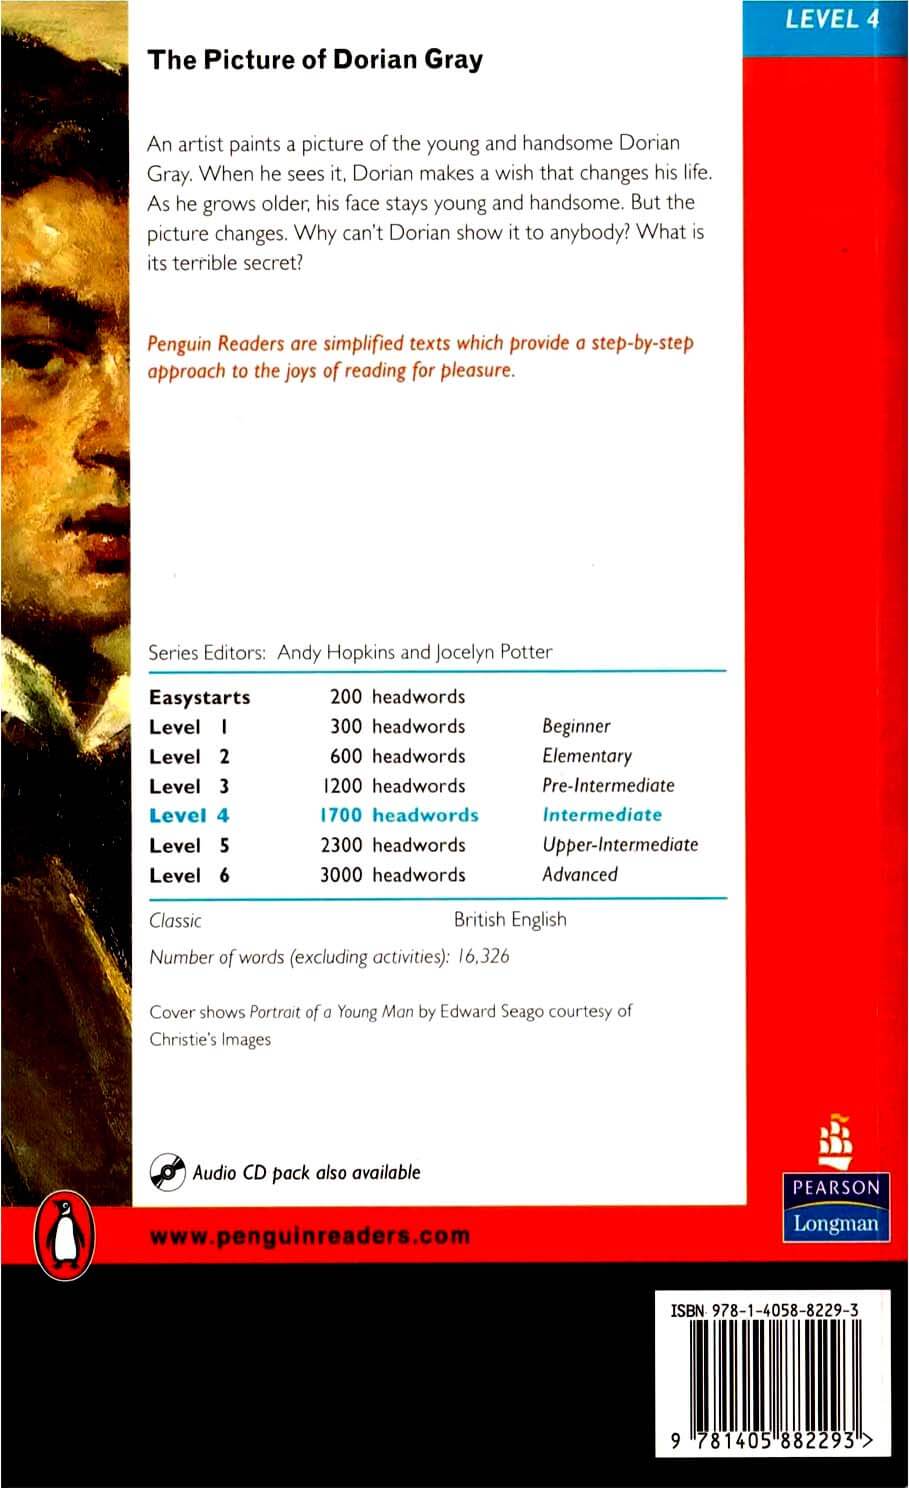 LEVEL 4
The Picture of Dorian Gray
An artist paints a picture of the young and handsome Dorian
Gray. When he sees it, Dorian makes a wish that changes his life.
As he grows older, his face stays young and handsome. But the
picture changes. Why can't Dorian show it to anybody? What is
its terrible secret?
Penguin Readers are simplified texts which provide a step-by-step
approach to the joys of reading for pleasure.
Series Editors: Andy Hopkins and Jocelyn Potter
Easystarts 200 headwords
Level 1 300 headwords Beginner
Level 2 600 headwords Elementary
Level 3 1200 headwords Pre-Intermediate
Level 4 1700 headwords Intermediate
Level 5 2300 headwords Upper-Intermediate
Level 6 3000 headwords Advanced
Classic British English
Number of words (excluding activities): 16,326
Cover shows Portrait of a Young Man by Edward Seago courtesy of
Christie's Images
Audio CD pack also available
PEARSON
Longman
www.penguinreaders.com
ISBN 978-1-4058-8229-3
9 781405 882293 >